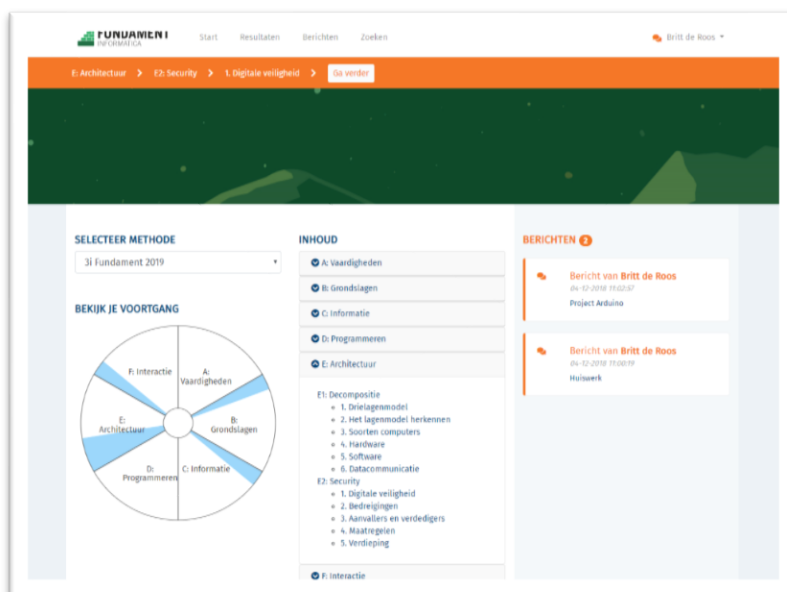 FUNDAMENT
INFORMATICA
Start Resultaten Berichten Zoeken
Britt de Roos
E: Architectuur > E2: Security > 1. Digitale veiligheid > Ga verder
SELECTEER METHODE
3i Fundament 2019
BEKIJK JE VOORTGANG
F: Interactie
A:
Vaardigheden
E:
Architectuur
B:
Grondslagen
D:
Programmeren
C: Informatie
INHOUD
A: Vaardigheden
B: Grondslagen
C: Informatie
D: Programmeren
E: Architectuur
E1: Decompositie
1. Drielagenmodel
2. Het lagenmodel herkennen
3. Soorten computers
4. Hardware
5. Software
6. Datacommunicatie
E2: Security
1. Digitale veiligheid
2. Bedreigingen
3. Aanvallers en verdedigers
4. Maatregelen
5. Verdieping
F: Interactie
BERICHTEN 2
Bericht van Britt de Roos
04-12-2018 11:02:57
Project Arduino
Bericht van Britt de Roos
04-12-2018 11:00:19
Huiswerk